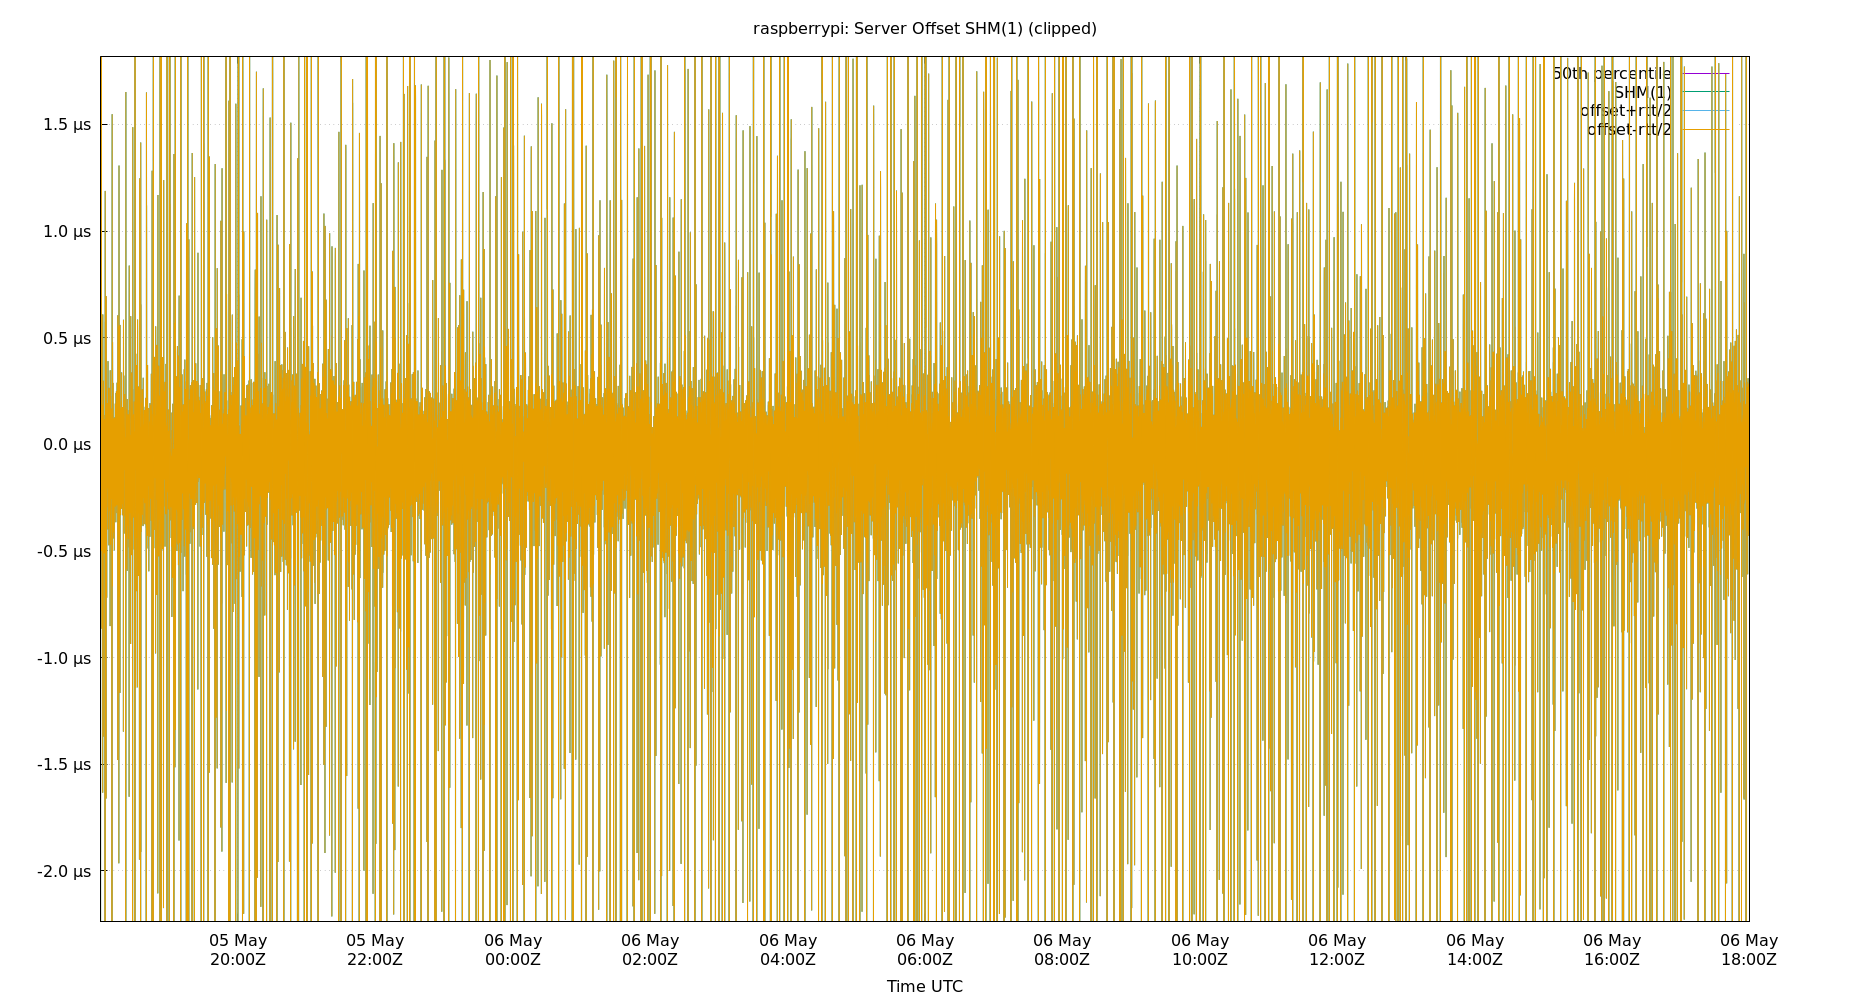 raspberrypi: Server Offset SHM(1) (clipped)
50th percentile
SHM(1)
offset+rtt/2
offset-rtt/2
1.5 µs
1.0 µs
0.5 µs
0.0 µs
-0.5 µs
-1.0 µs
-1.5 µs
-2.0 µs
05 May 05 May 06 May 06 May 06 May 06 May 06 May 06 May 06 May 06 May 06 May 06 May
20:00Z 22:00Z 00:00Z 02:00Z 04:00Z 06:00Z 08:00Z 10:00Z 12:00Z 14:00Z 16:00Z 18:00Z
Time UTC